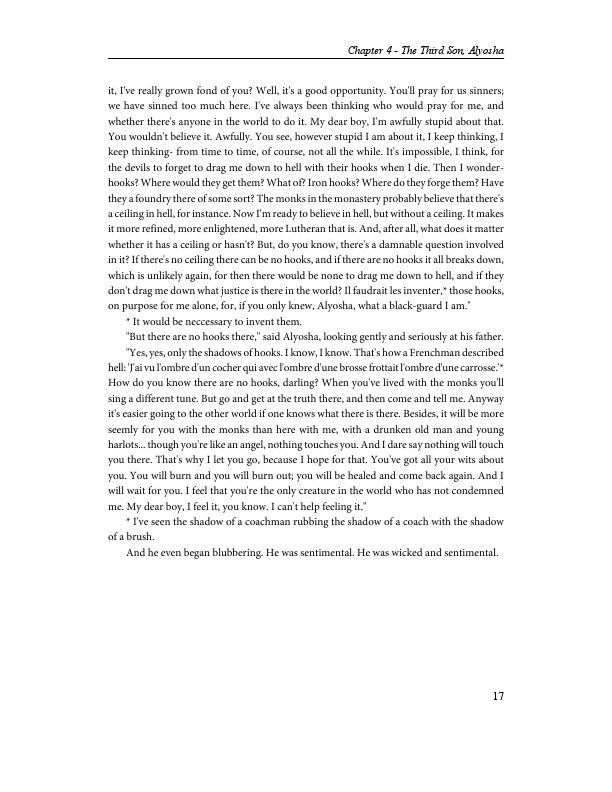 Chapter 4 - The Third Son, Alyosha
it, I've really grown fond of you? Well, it's a good opportunity. You'll pray for us sinners;
we have sinned too much here. I've always been thinking who would pray for me, and
whether there's anyone in the world to do it. My dear boy, I'm awfully stupid about that.
You wouldn't believe it. Awfully. You see, however stupid I am about it, I keep thinking, I
keep thinking- from time to time, of course, not all the while. It's impossible, I think, for
the devils to forget to drag me down to hell with their hooks when I die. Then I wonder-
hooks? Where would they get them? What of? Iron hooks? Where do they forge them? Have
they a foundry there of some sort? The monks in the monastery probably believe that there's
a ceiling in hell, for instance. Now I'm ready to believe in hell, but without a ceiling. It makes
it more refined, more enlightened, more Lutheran that is. And, after all, what does it matter
whether it has a ceiling or hasn't? But, do you know, there's a damnable question involved
in it? If there's no ceiling there can be no hooks, and if there are no hooks it all breaks down,
which is unlikely again, for then there would be none to drag me down to hell, and if they
don't drag me down what justice is there in the world? Il faudrait les inventer,* those hooks,
on purpose for me alone, for, if you only knew, Alyosha, what a black-guard I am."
* It would be neccessary to invent them.
"But there are no hooks there," said Alyosha, looking gently and seriously at his father.
"Yes, yes, only the shadows of hooks. I know, I know. That's how a Frenchman described
hell: 'J'ai vu l'ombre d'un cocher qui avec l'ombre d'une brosse frottait l'ombre d'une carrosse.'*
How do you know there are no hooks, darling? When you've lived with the monks you'll
sing a different tune. But go and get at the truth there, and then come and tell me. Anyway
it's easier going to the other world if one knows what there is there. Besides, it will be more
seemly for you with the monks than here with me, with a drunken old man and young
harlots... though you're like an angel, nothing touches you. And I dare say nothing will touch
you there. That's why I let you go, because I hope for that. You've got all your wits about
you. You will burn and you will burn out; you will be healed and come back again. And I
will wait for you. I feel that you're the only creature in the world who has not condemned
me. My dear boy, I feel it, you know. I can't help feeling it."
* I've seen the shadow of a coachman rubbing the shadow of a coach with the shadow
of a brush.
And he even began blubbering. He was sentimental. He was wicked and sentimental.
17